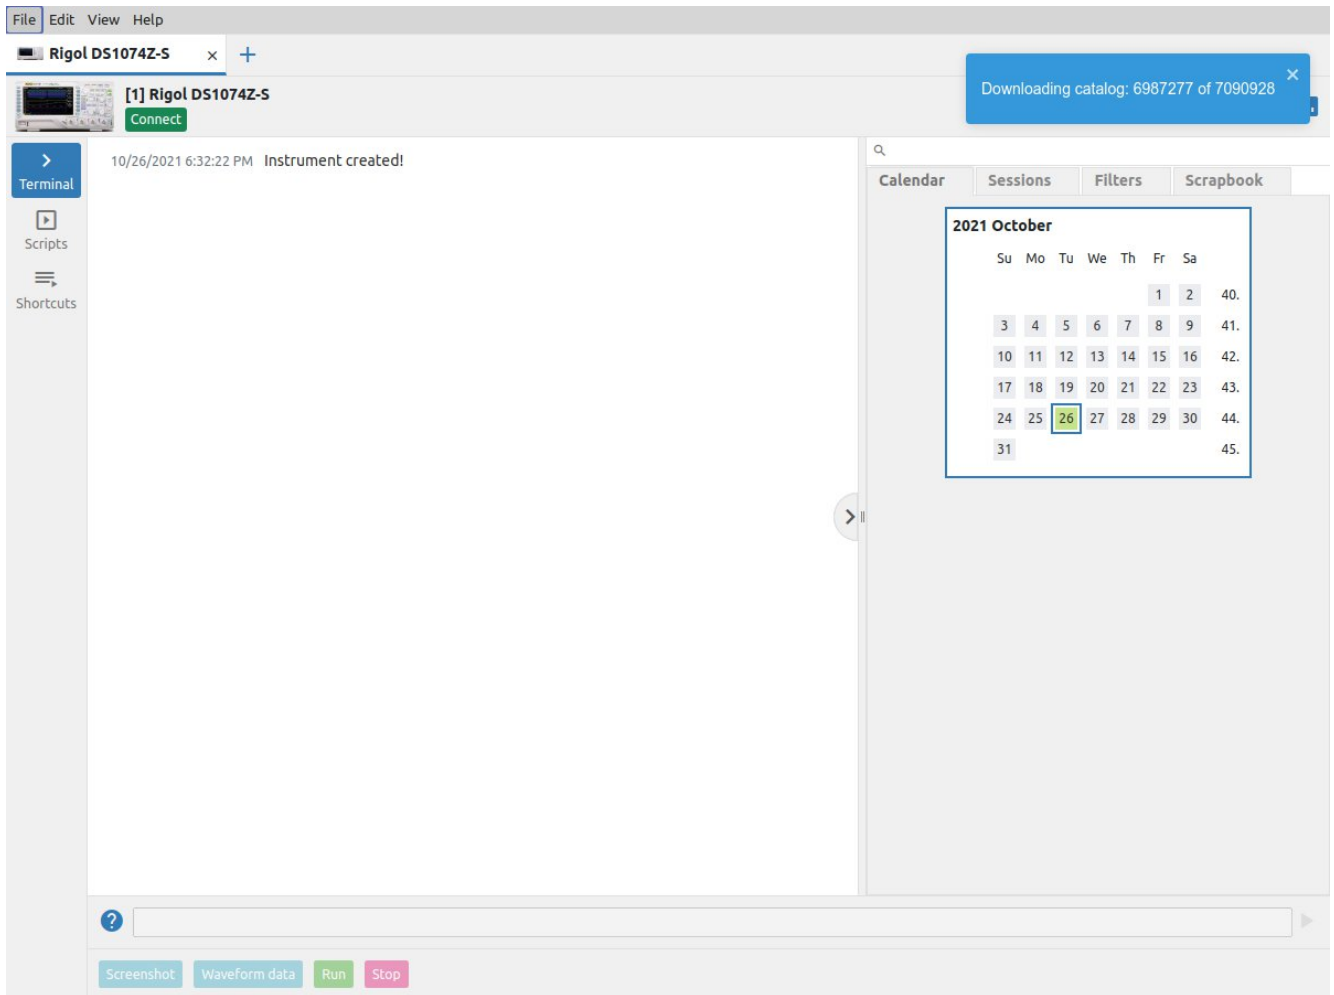 File Edit View Help
Rigol DS1074Z-S × +
Downloading catalog: 6987277 of 7090928 ×
[1] Rigol DS1074Z-S
Connect
Terminal
Scripts
Shortcuts
10/26/2021 6:32:22 PM Instrument created!
Calendar Sessions Filters Scrapbook
2021 October
Su Mo Tu We Th Fr Sa
1 2 40.
3 4 5 6 7 8 9 41.
10 11 12 13 14 15 16 42.
17 18 19 20 21 22 23 43.
24 25 26 27 28 29 30 44.
31 45.
?
Screenshot Waveform data Run Stop